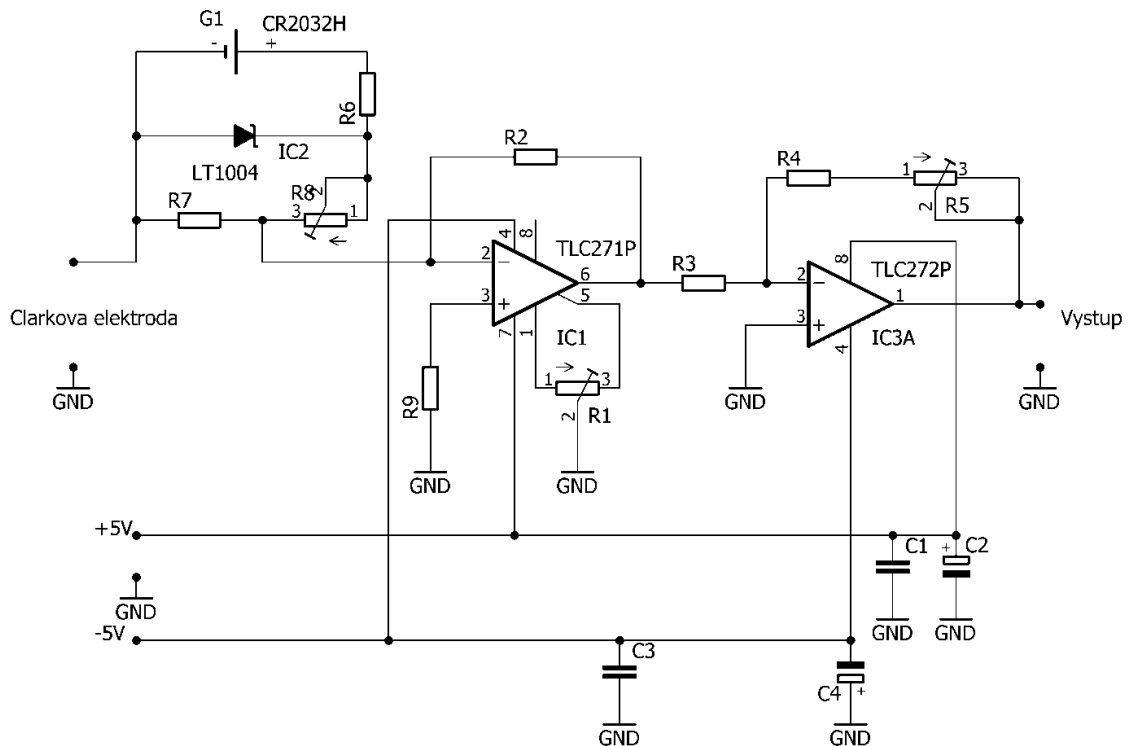 G1 CR2032H
- +
R6
IC2
LT1004
R7
R8
3 2 1
R2
R4
1 3
2 R5
4 8
TLC271P
2 -
6
3 +
5
7 1
IC1
R3
8
TLC272P
2 -
1
3 +
IC3A
4
Clarkova elektroda
Vystup
GND
R9
1 3
2 R1
GND
GND
GND
GND
+5V
C1
+ C2
GND
GND
GND
-5V
C3
C4 +
GND
GND